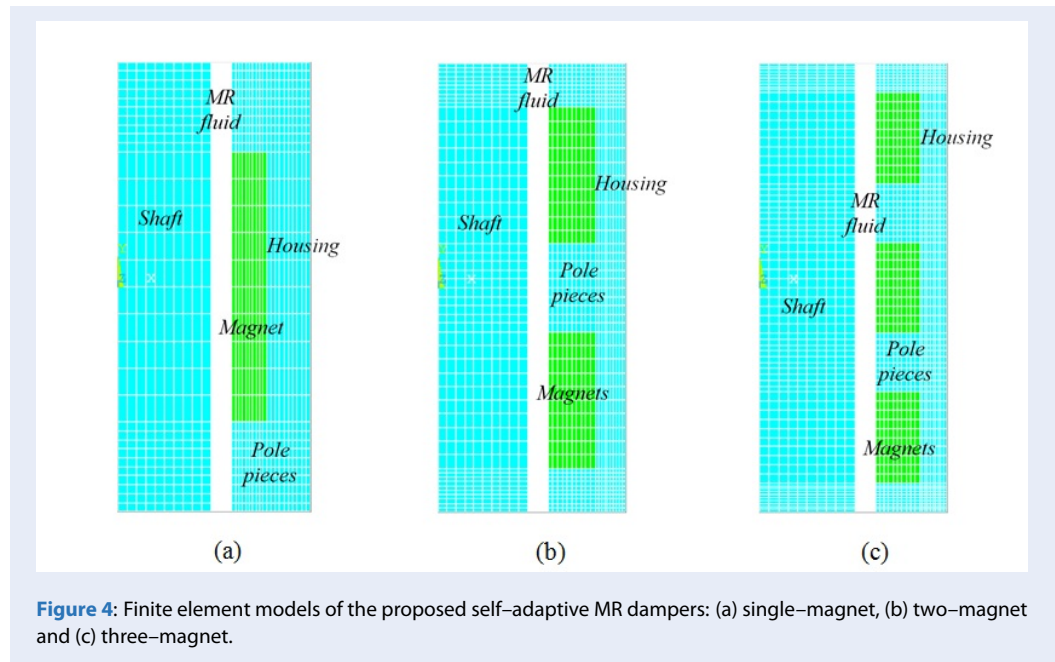 MR
fluid
Shaft
Housing
Magnet
Pole
pieces
(a)
MR
fluid
Housing
Shaft
Pole
pieces
Magnets
(b)
Housing
MR
fluid
Shaft
Pole
pieces
Magnets
(c)
X
X
X
Figure 4: Finite element models of the proposed self–adaptive MR dampers: (a) single–magnet, (b) two–magnet
and (c) three–magnet.